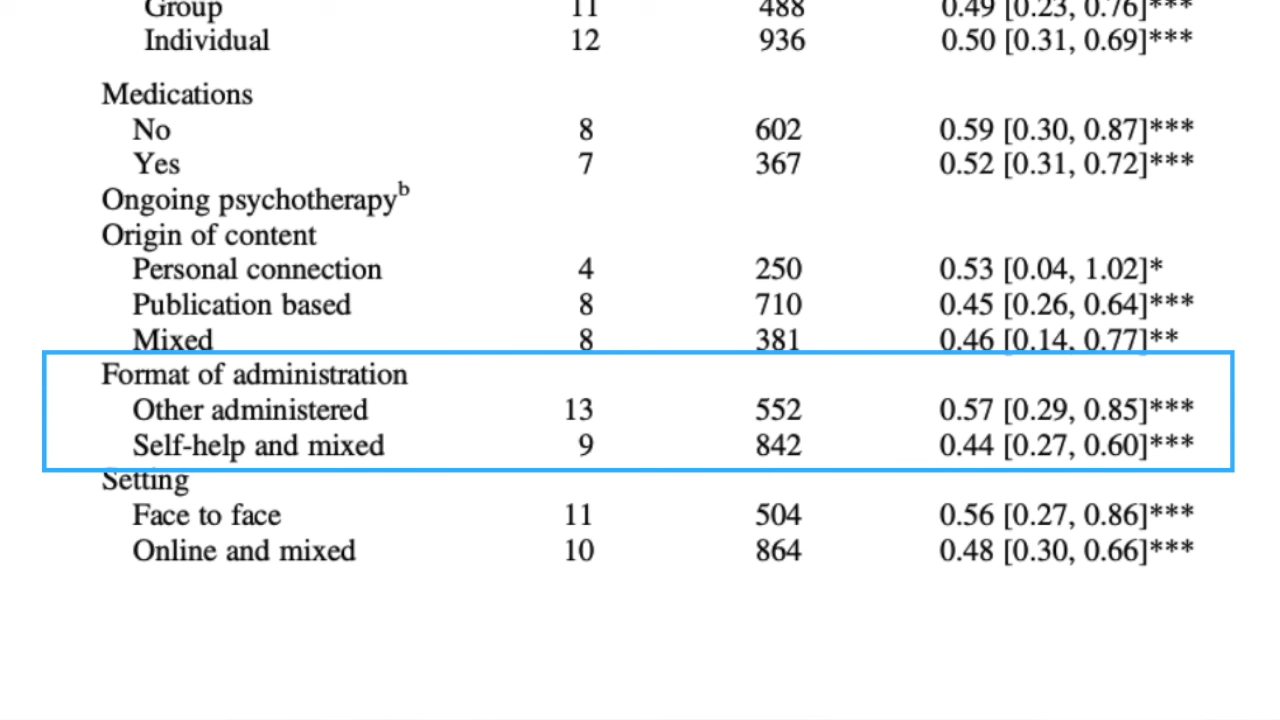 Group 11 488 0.49 [0.23, 0.76]***
Individual 12 936 0.50 [0.31, 0.69]***
Medications
No 8 602 0.59 [0.30, 0.87]***
Yes 7 367 0.52 [0.31, 0.72]***
Ongoing psychotherapyᵇ
Origin of content
Personal connection 4 250 0.53 [0.04, 1.02]*
Publication based 8 710 0.45 [0.26, 0.64]***
Mixed 8 381 0.46 [0.14, 0.77]**
Format of administration
Other administered 13 552 0.57 [0.29, 0.85]***
Self-help and mixed 9 842 0.44 [0.27, 0.60]***
Setting
Face to face 11 504 0.56 [0.27, 0.86]***
Online and mixed 10 864 0.48 [0.30, 0.66]***